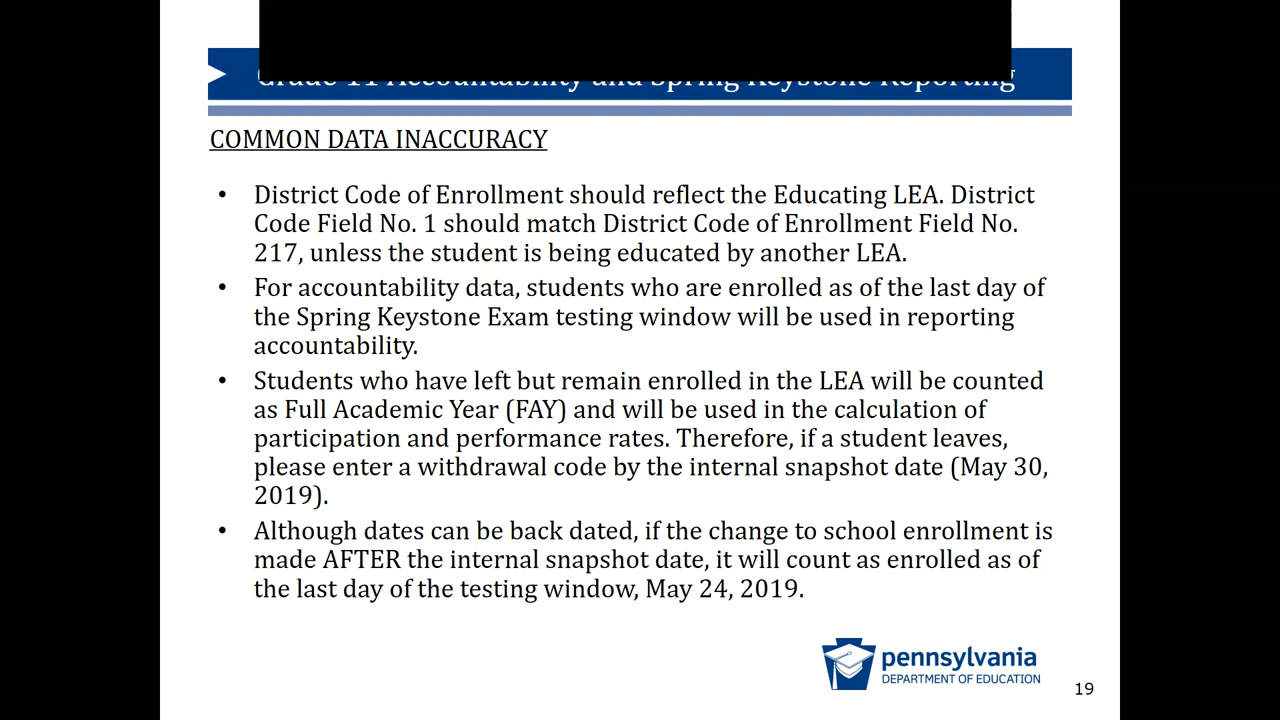 Grade 11 Accountability and Spring Keystone Reporting
COMMON DATA INACCURACY
• District Code of Enrollment should reflect the Educating LEA. District
Code Field No. 1 should match District Code of Enrollment Field No.
217, unless the student is being educated by another LEA.
• For accountability data, students who are enrolled as of the last day of
the Spring Keystone Exam testing window will be used in reporting
accountability.
• Students who have left but remain enrolled in the LEA will be counted
as Full Academic Year (FAY) and will be used in the calculation of
participation and performance rates. Therefore, if a student leaves,
please enter a withdrawal code by the internal snapshot date (May 30,
2019).
• Although dates can be back dated, if the change to school enrollment is
made AFTER the internal snapshot date, it will count as enrolled as of
the last day of the testing window, May 24, 2019.
pennsylvania
DEPARTMENT OF EDUCATION
19